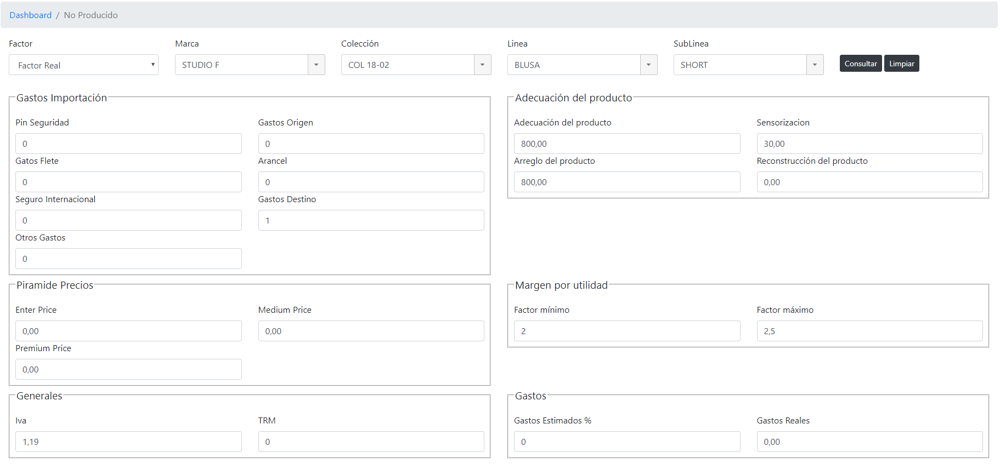 Dashboard / No Producido
Factor Marca Colección Linea SubLinea
Factor Real STUDIO F COL 18-02 BLUSA SHORT Consultar Limpiar
Gastos Importación
Pin Seguridad Gastos Origen
0 0
Gatos Flete Arancel
0 0
Seguro Internacional Gastos Destino
0 1
Otros Gastos
0
Adecuación del producto
Adecuación del producto Sensorizacion
800,00 30,00
Arreglo del producto Reconstrucción del producto
800,00 0,00
Piramide Precios
Enter Price Medium Price
0,00 0,00
Premium Price
0,00
Margen por utilidad
Factor mínimo Factor máximo
2 2,5
Generales
Iva TRM
1,19 0
Gastos
Gastos Estimados % Gastos Reales
0 0,00